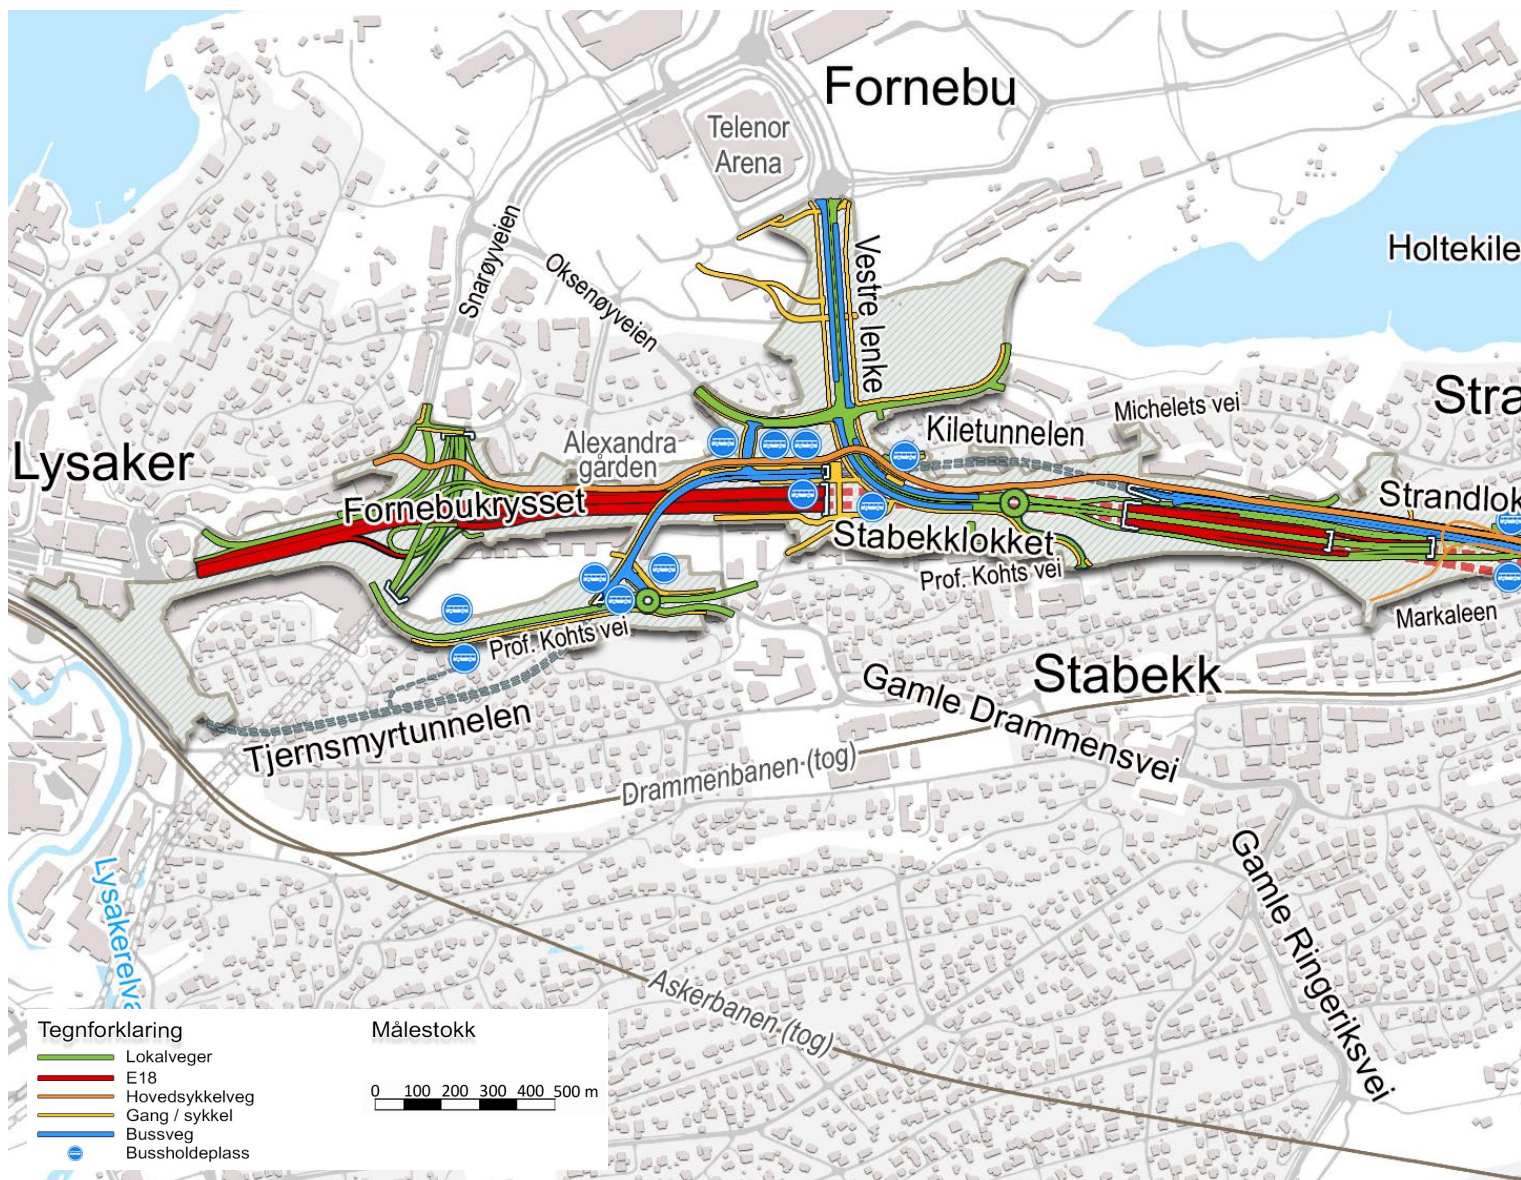 Fornebu
Telenor
Arena
Holtekile
Snarøyveien
Oksenøyveien
Vestre lenke
Stra
Michelets vei
Kiletunnelen
Alexandra
gården
Lysaker
Fornebukrysset
Strandlok
Stabekklokket
Prof. Kohts vei
Markaleen
Prof. Kohts vei
Stabekk
Gamle Drammensvei
Tjernsmyrtunnelen
Drammenbanen (tog)
Gamle Ringeriksvei
Lysakerelva
Askerbanen (tog)
Tegnforklaring
Lokalveger
E18
Hovedsykkelveg
Gang / sykkel
Bussveg
Bussholdeplass
Målestokk
0 100 200 300 400 500 m